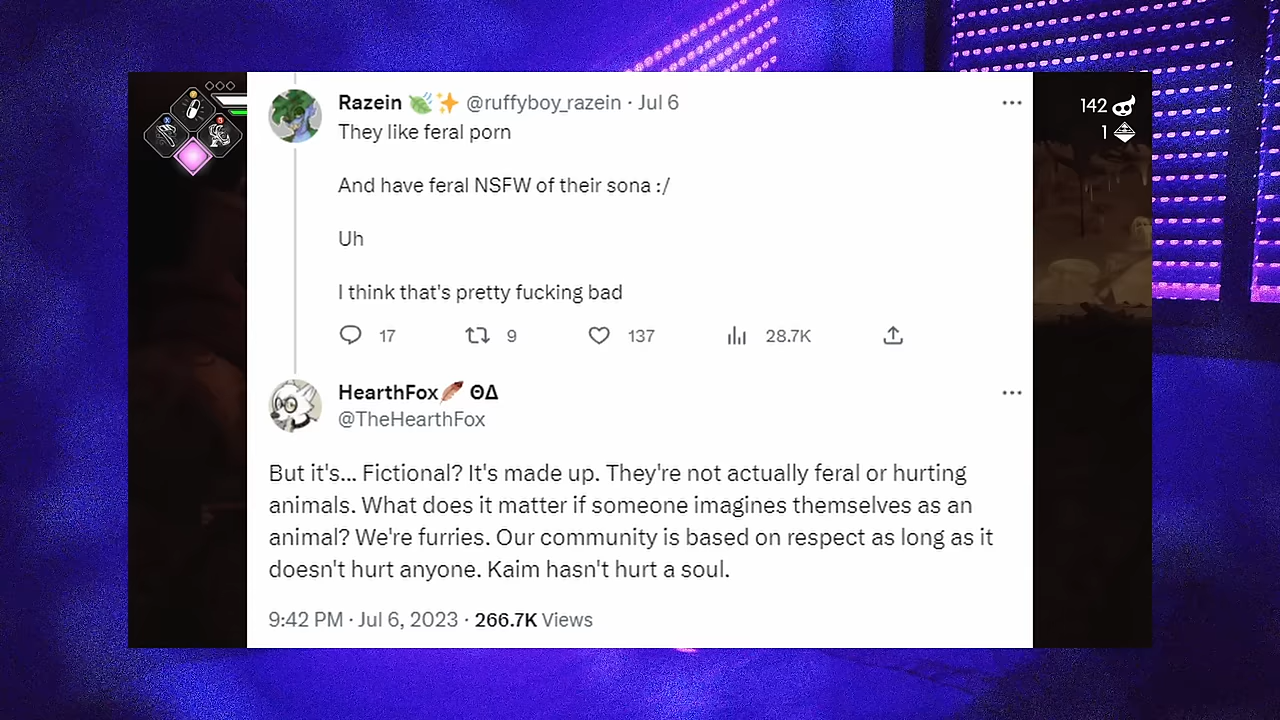 Razein 🍃✨ @ruffyboy_razein · Jul 6
They like feral porn
And have feral NSFW of their sona :/
Uh
I think that's pretty fucking bad
17 9 137 28.7K
HearthFox🪶 ΘΔ
@TheHearthFox
But it's... Fictional? It's made up. They're not actually feral or hurting
animals. What does it matter if someone imagines themselves as an
animal? We're furries. Our community is based on respect as long as it
doesn't hurt anyone. Kaim hasn't hurt a soul.
9:42 PM · Jul 6, 2023 · 266.7K Views
142
1